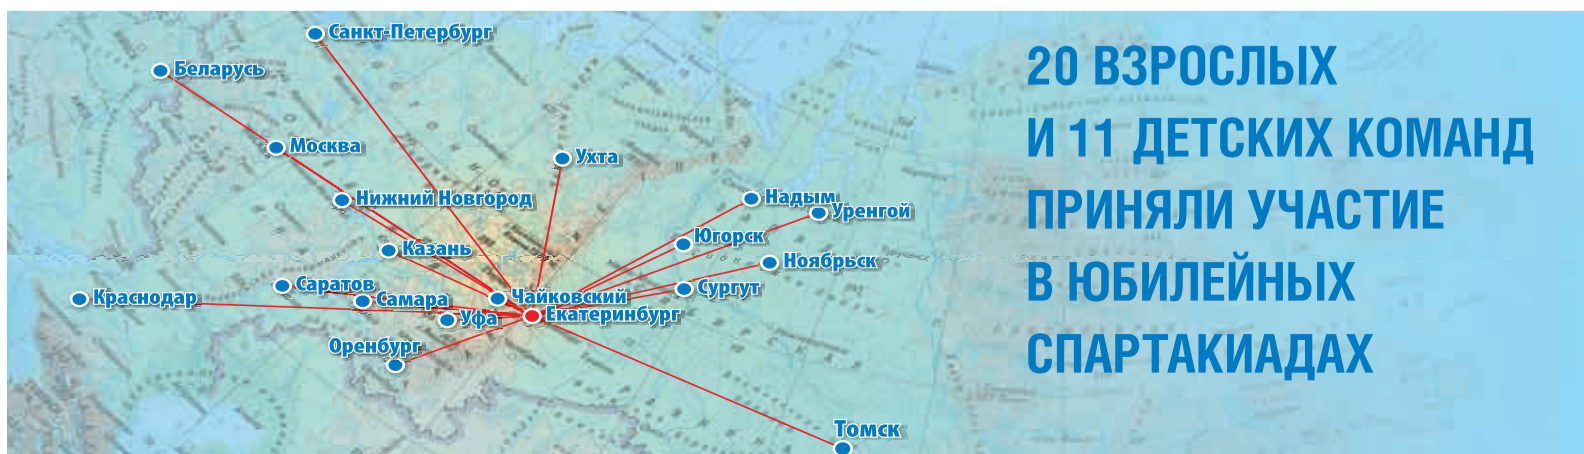 Санкт-Петербург
Беларусь
Москва
Ухта
Нижний Новгород
Надым
Уренгой
Югорск
Казань
Ноябрьск
Саратов
Сургут
Краснодар
Самара
Чайковский
Уфа
Екатеринбург
Оренбург
Томск
20 ВЗРОСЛЫХ
И 11 ДЕТСКИХ КОМАНД
ПРИНЯЛИ УЧАСТИЕ
В ЮБИЛЕЙНЫХ
СПАРТАКИАДАХ